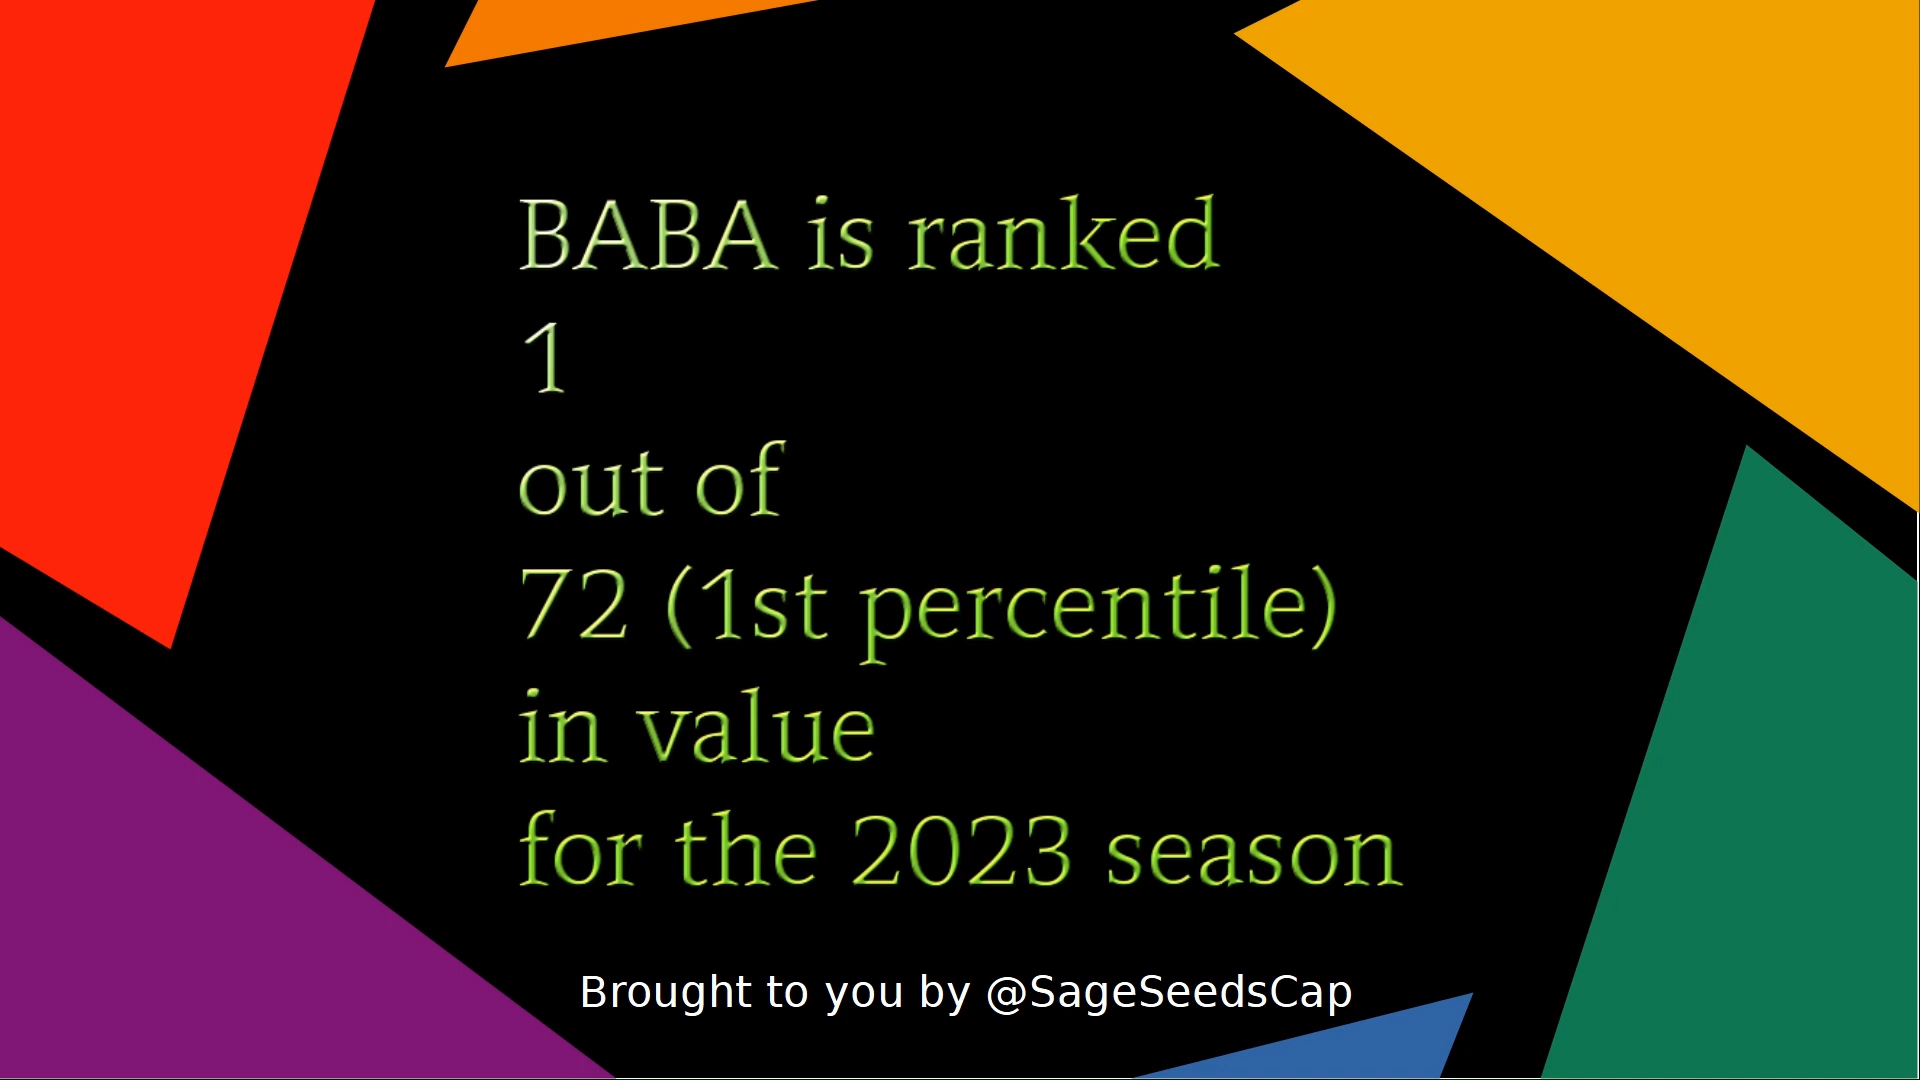 BABA is ranked
1
out of
72 (1st percentile)
in value
for the 2023 season
Brought to you by @SageSeedsCap